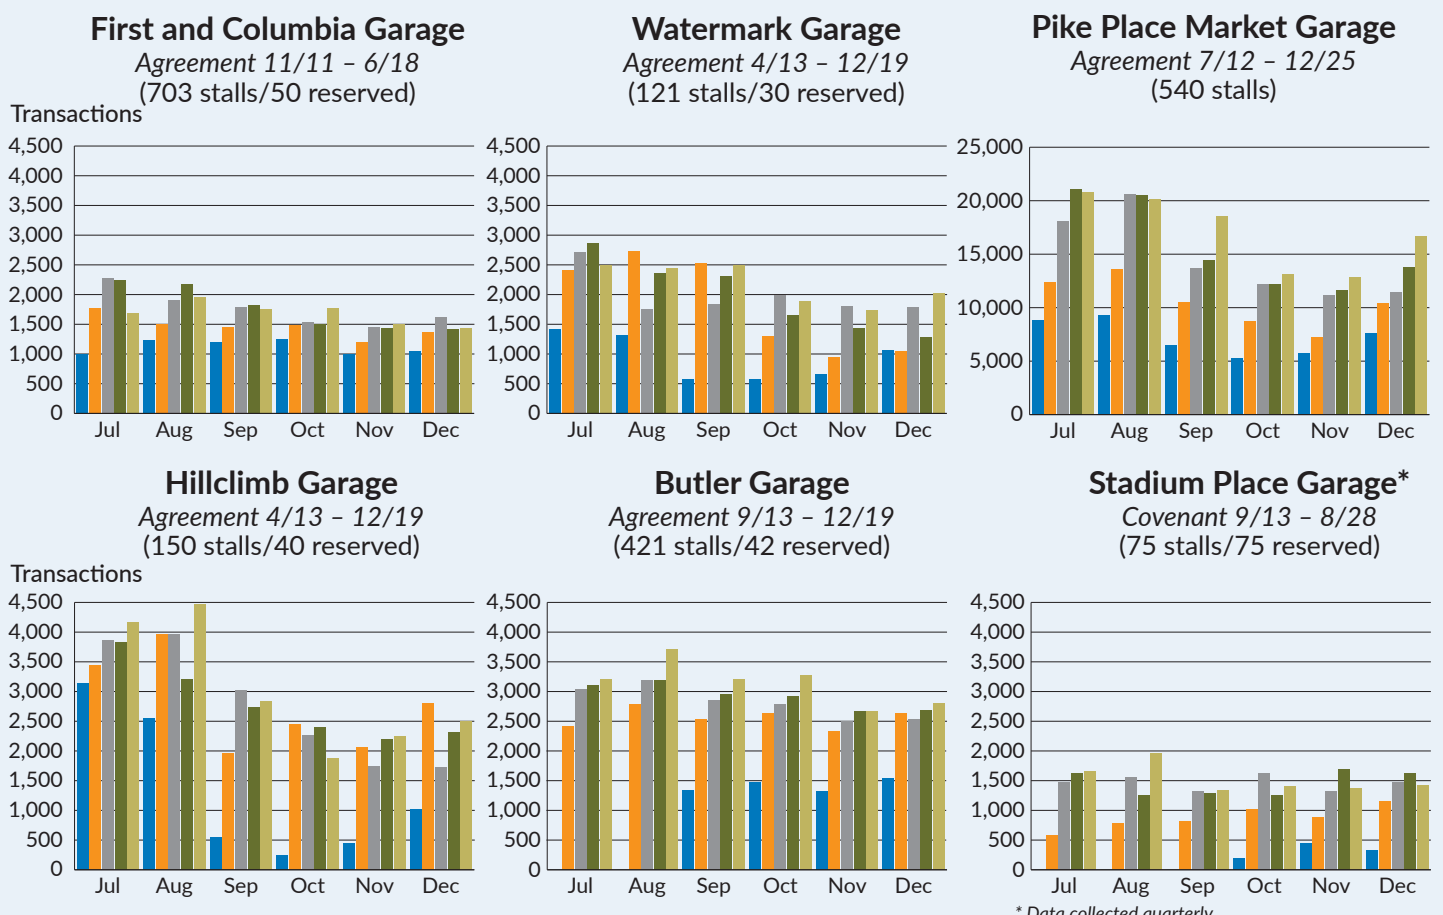 First and Columbia Garage
Agreement 11/11 – 6/18
(703 stalls/50 reserved)
Transactions
4,500
4,000
3,500
3,000
2,500
2,000
1,500
1,000
500
0
Jul Aug Sep Oct Nov Dec
Watermark Garage
Agreement 4/13 – 12/19
(121 stalls/30 reserved)
4,500
4,000
3,500
3,000
2,500
2,000
1,500
1,000
500
0
Jul Aug Sep Oct Nov Dec
Pike Place Market Garage
Agreement 7/12 – 12/25
(540 stalls)
25,000
20,000
15,000
10,000
5,000
0
Jul Aug Sep Oct Nov Dec
Hillclimb Garage
Agreement 4/13 – 12/19
(150 stalls/40 reserved)
Transactions
4,500
4,000
3,500
3,000
2,500
2,000
1,500
1,000
500
0
Jul Aug Sep Oct Nov Dec
Butler Garage
Agreement 9/13 – 12/19
(421 stalls/42 reserved)
4,500
4,000
3,500
3,000
2,500
2,000
1,500
1,000
500
0
Jul Aug Sep Oct Nov Dec
Stadium Place Garage*
Covenant 9/13 – 8/28
(75 stalls/75 reserved)
4,500
4,000
3,500
3,000
2,500
2,000
1,500
1,000
500
0
Jul Aug Sep Oct Nov Dec
* Data collected quarterly